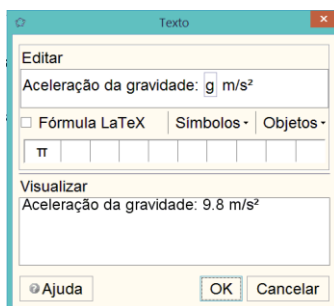 Texto
Editar
Aceleração da gravidade: g m/s²
Fórmula LaTeX Símbolos Objetos
π
Visualizar
Aceleração da gravidade: 9.8 m/s²
Ajuda OK Cancelar